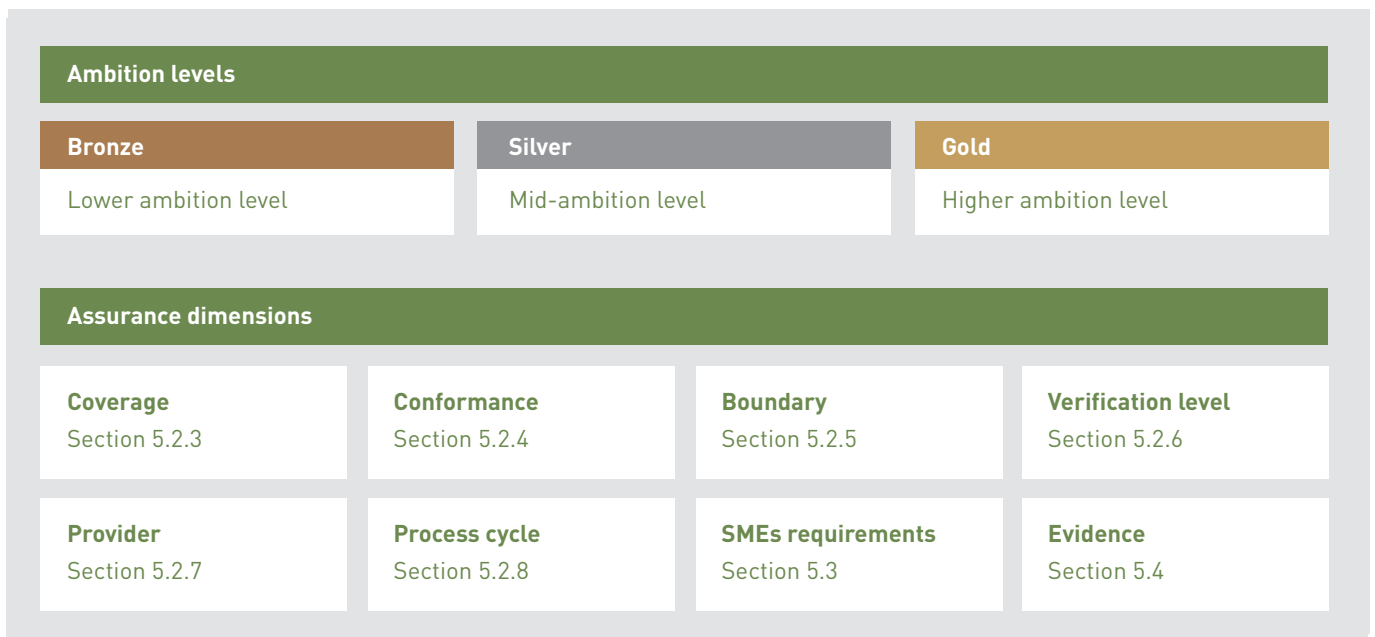 Ambition levels
Bronze
Silver
Gold
Lower ambition level
Mid-ambition level
Higher ambition level
Assurance dimensions
Coverage
Section 5.2.3
Conformance
Section 5.2.4
Boundary
Section 5.2.5
Verification level
Section 5.2.6
Provider
Section 5.2.7
Process cycle
Section 5.2.8
SMEs requirements
Section 5.3
Evidence
Section 5.4